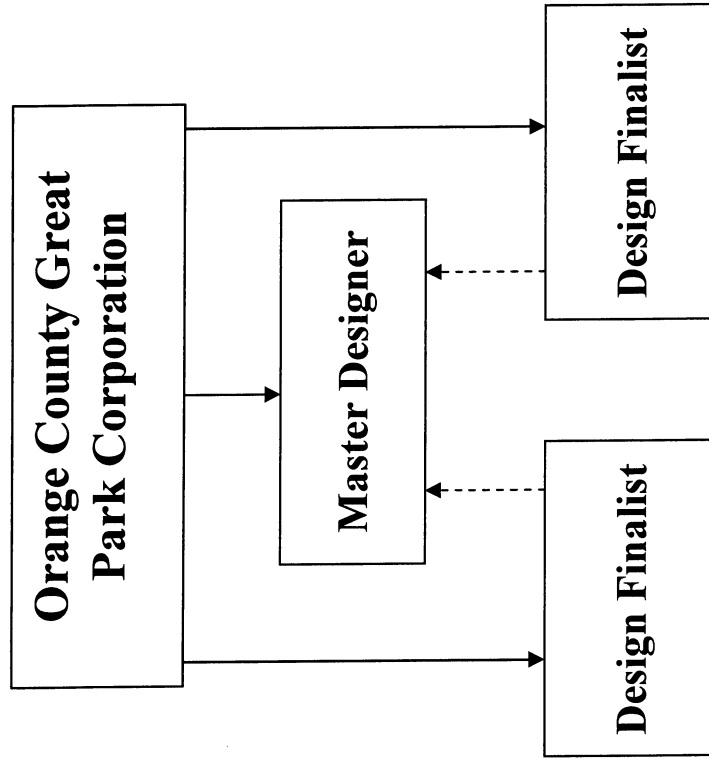 Orange County Great
Park Corporation
Master Designer
Design Finalist
Design Finalist